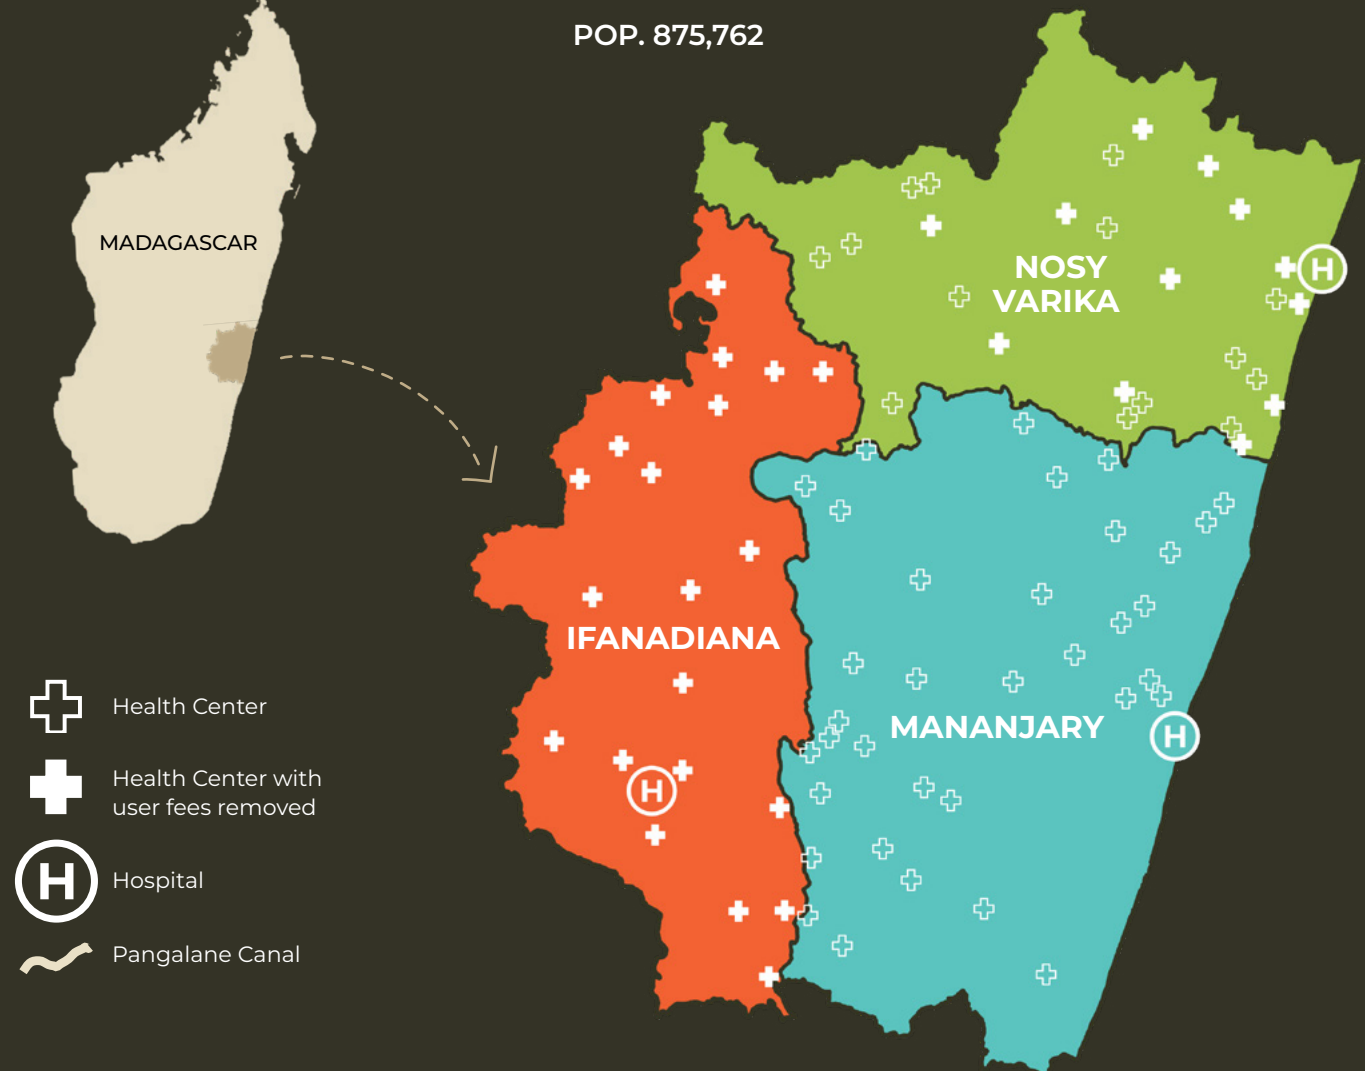 POP. 875,762
MADAGASCAR
NOSY
VARIKA
H
IFANADIANA
MANANJARY
H
H
Health Center
Health Center with
user fees removed
H
Hospital
Pangalane Canal